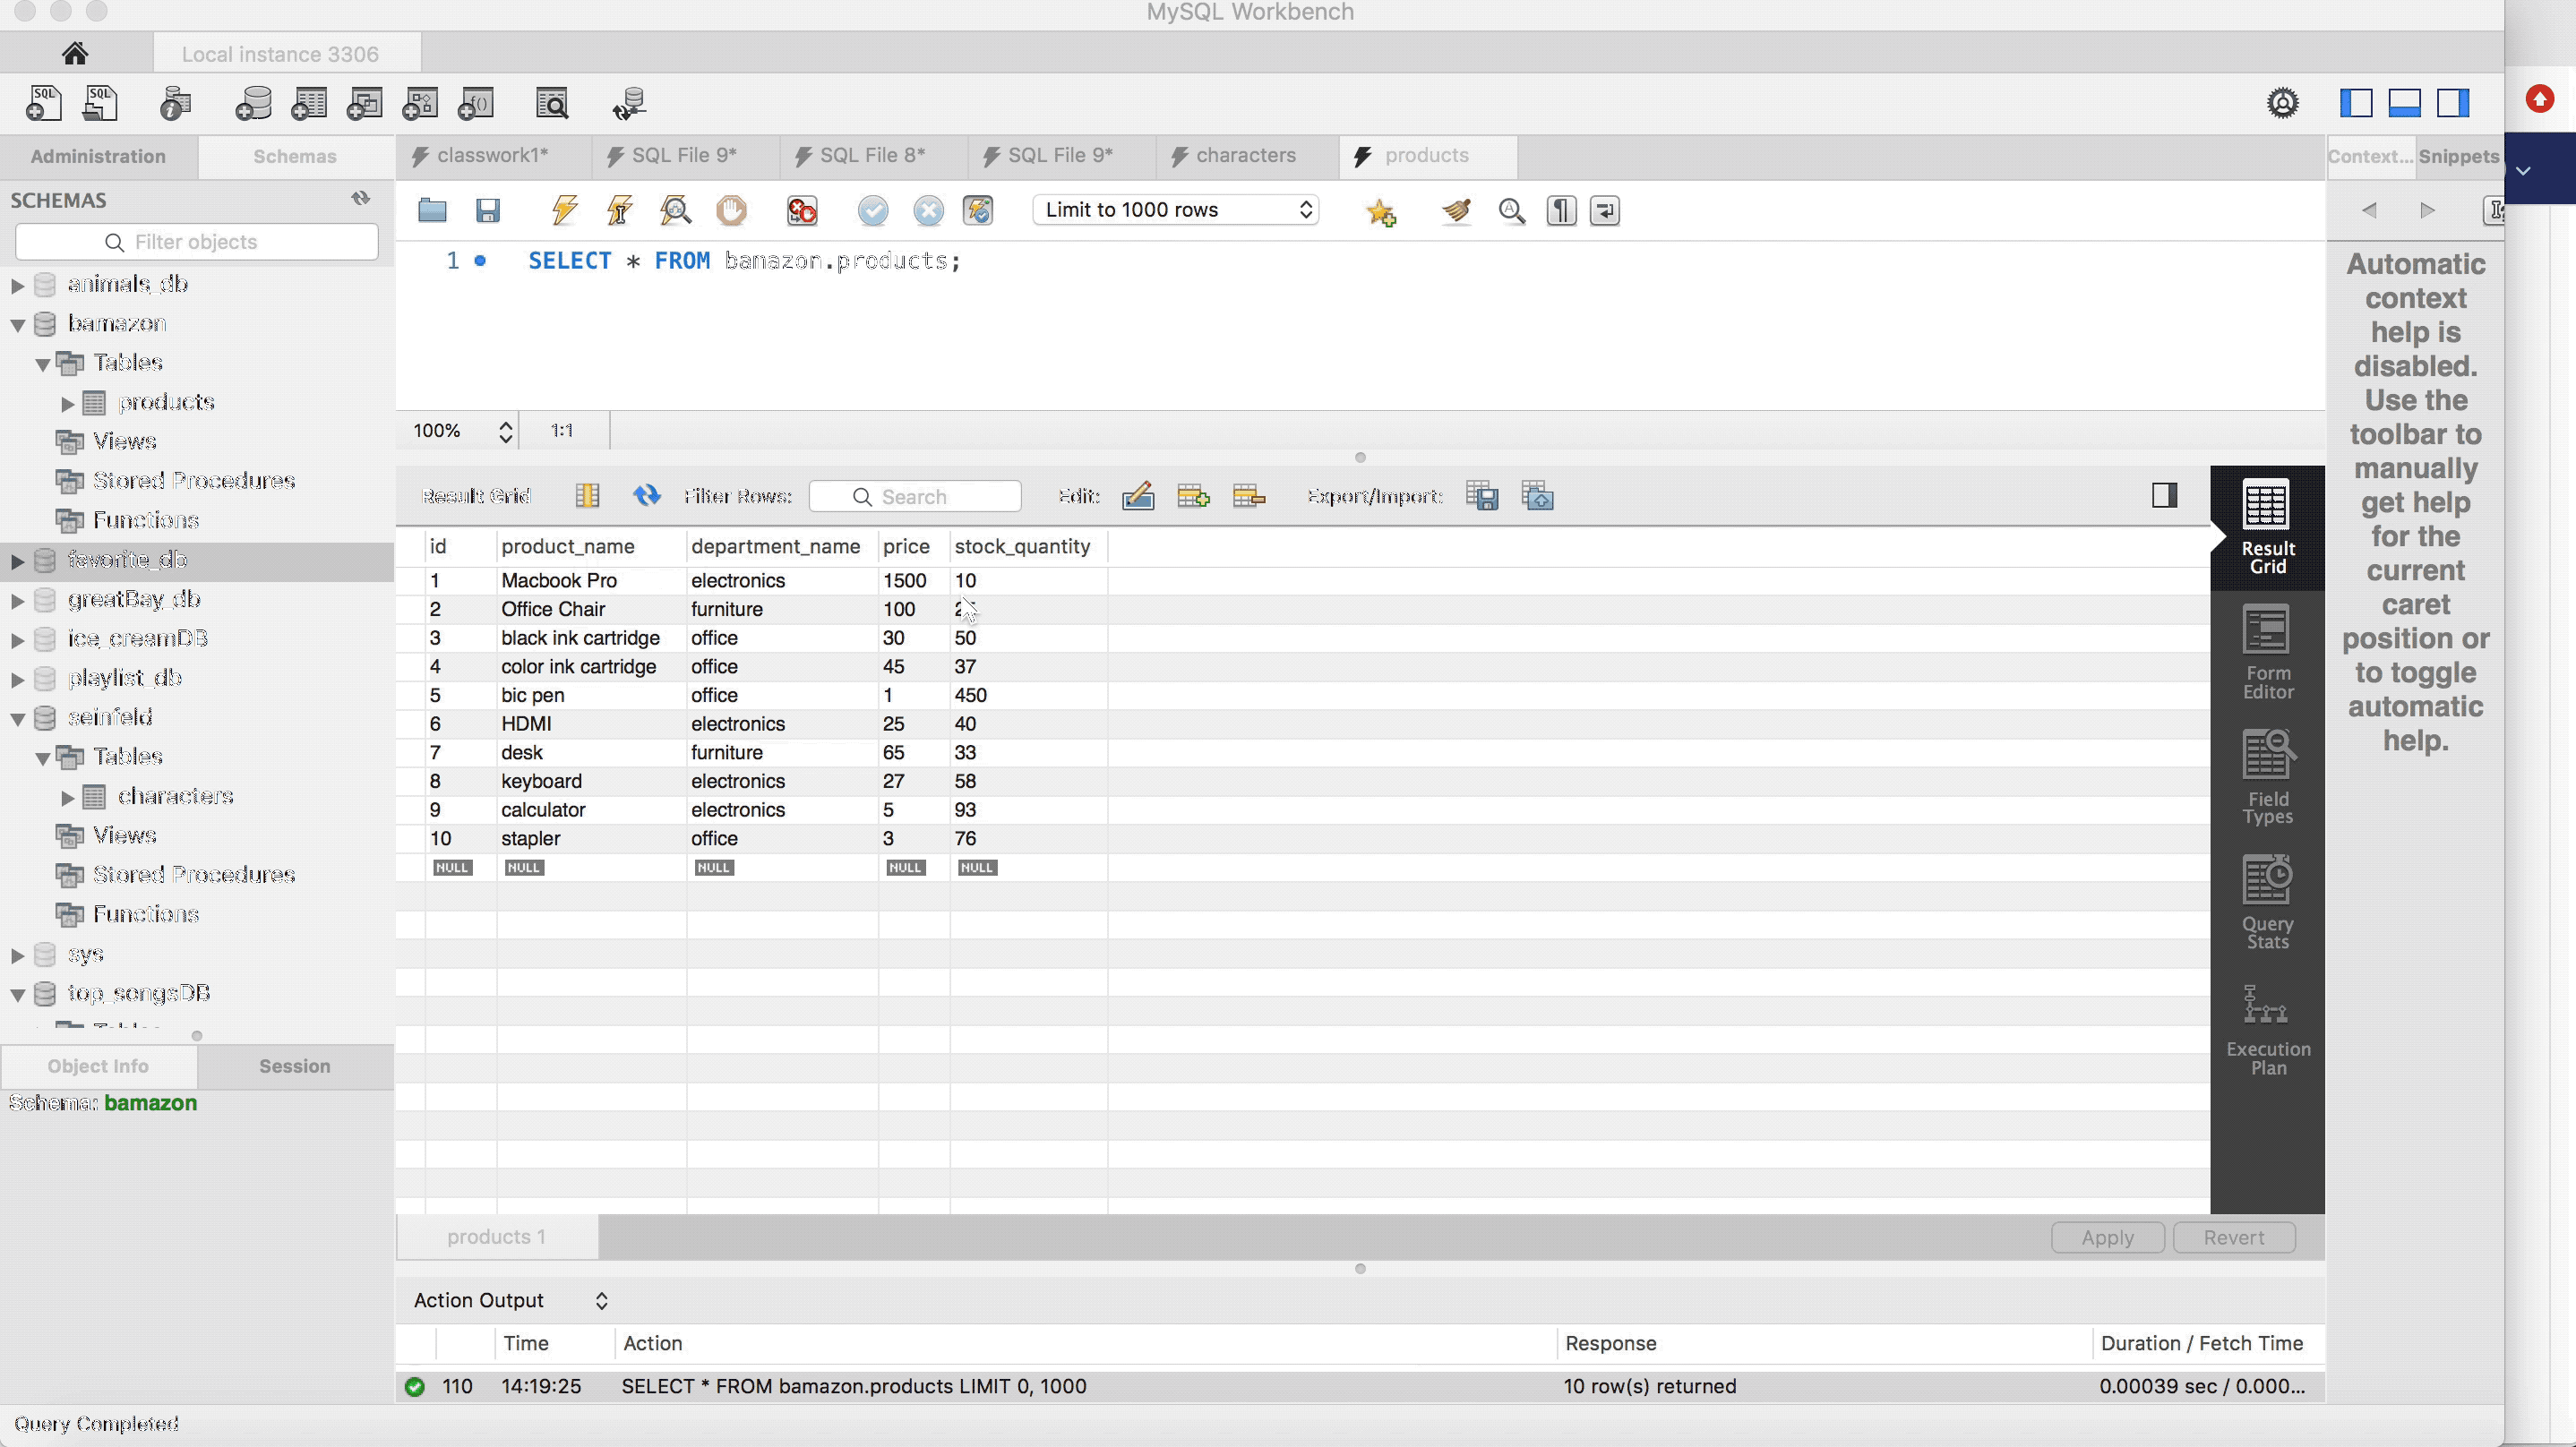 MySQL Workbench
Local instance 3306
Administration
Schemas
classwork1*
SQL File 9*
SQL File 8*
SQL File 9*
characters
products
Context...
Snippets
SCHEMAS
Filter objects
Limit to 1000 rows
1 SELECT * FROM bamazon.products;
animals_db
bamazon
Tables
products
Views
Stored Procedures
Functions
favorite_db
greatBay_db
ice_creamDB
playlist_db
seinfeld
Tables
characters
Views
Stored Procedures
Functions
sys
top_songsDB
Tables
Object Info
Session
Schema: bamazon
100%
1:1
Result Grid
Filter Rows:
Search
Edit:
Export/Import:
id product_name department_name price stock_quantity
1 Macbook Pro electronics 1500 10
2 Office Chair furniture 100
3 black ink cartridge office 30 50
4 color ink cartridge office 45 37
5 bic pen office 1 450
6 HDMI electronics 25 40
7 desk furniture 65 33
8 keyboard electronics 27 58
9 calculator electronics 5 93
10 stapler office 3 76
NULL NULL NULL NULL NULL
Result
Grid
Form
Editor
Field
Types
Query
Stats
Execution
Plan
Automatic
context
help is
disabled.
Use the
toolbar to
manually
get help
for the
current
caret
position or
to toggle
automatic
help.
products 1
Apply
Revert
Action Output
Time Action Response Duration / Fetch Time
110 14:19:25 SELECT * FROM bamazon.products LIMIT 0, 1000 10 row(s) returned 0.00039 sec / 0.000...
Query Completed